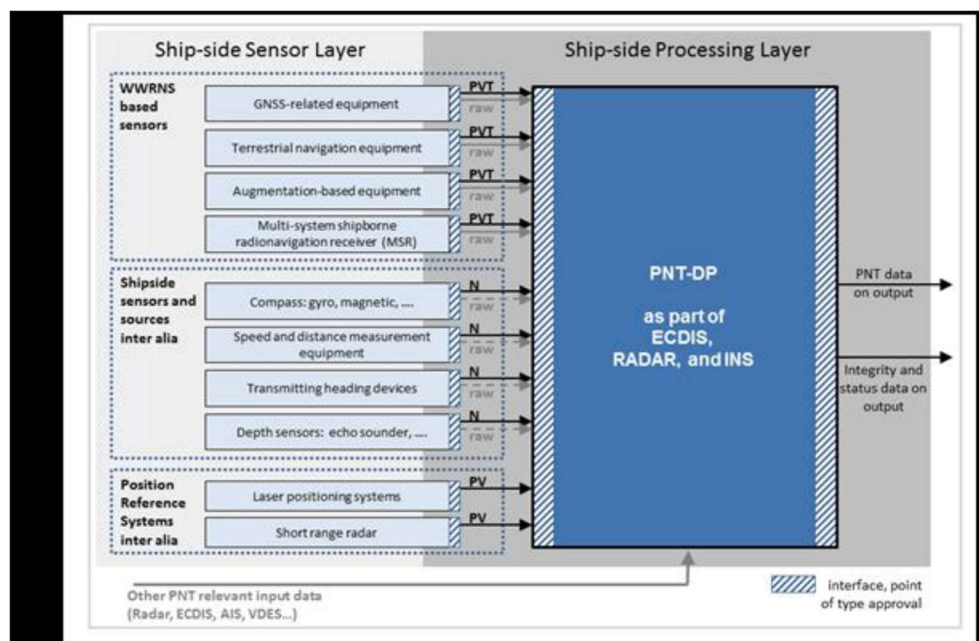 Ship-side Sensor Layer
Ship-side Processing Layer
WWRNS
based
sensors
GNSS-related equipment
PVT
raw
Terrestrial navigation equipment
PVT
raw
Augmentation-based equipment
PVT
raw
Multi-system shipborne
radionavigation receiver (MSR)
PVT
raw
Shipside
sensors and
sources
inter alia
Compass: gyro, magnetic, ....
N
raw
Speed and distance measurement
equipment
N
raw
Transmitting heading devices
N
raw
Depth sensors: echo sounder, ....
N
raw
Position
Reference
Systems
inter alia
Laser positioning systems
PV
Short range radar
PV
PNT-DP
as part of
ECDIS,
RADAR, and INS
PNT data
on output
Integrity and
status data on
output
Other PNT relevant input data
(Radar, ECDIS, AIS, VDES...)
interface, point
of type approval